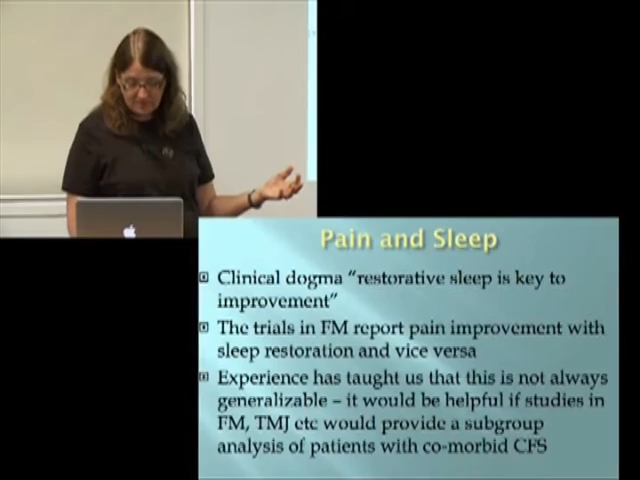 Pain and Sleep
Clinical dogma "restorative sleep is key to
improvement"
The trials in FM report pain improvement with
sleep restoration and vice versa
Experience has taught us that this is not always
generalizable – it would be helpful if studies in
FM, TMJ etc would provide a subgroup
analysis of patients with co-morbid CFS